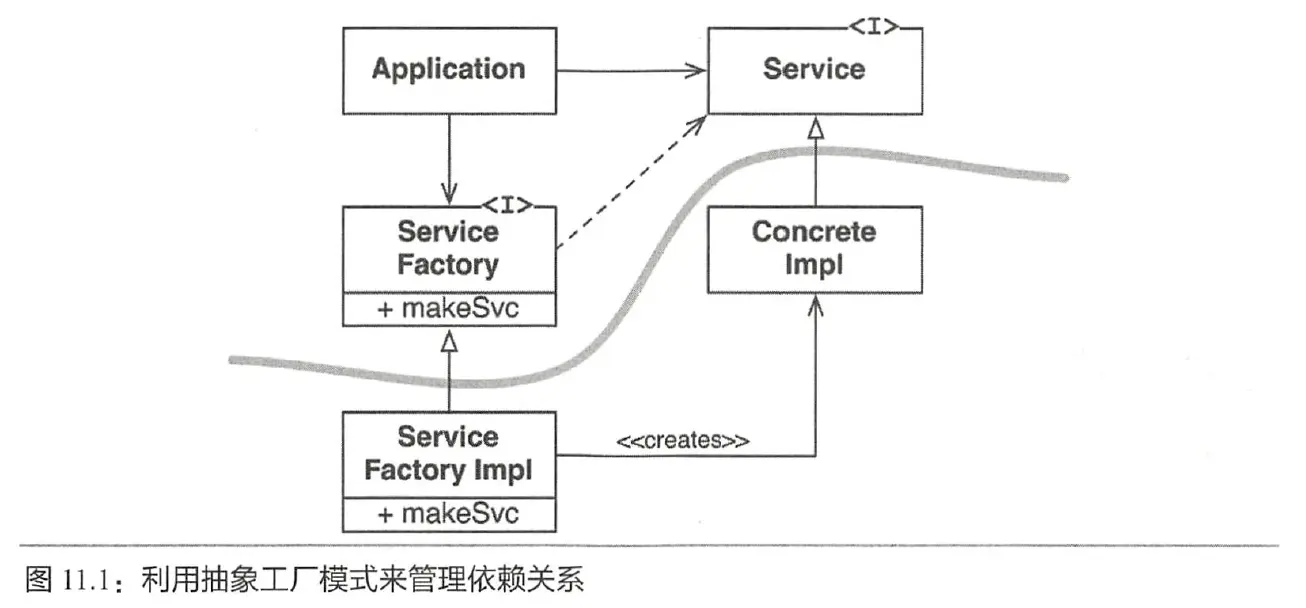 Application
<I>
Service
<I>
Service
Factory
+ makeSvc
Concrete
Impl
Service
Factory Impl
+ makeSvc
<<creates>>
图 11.1：利用抽象工厂模式来管理依赖关系